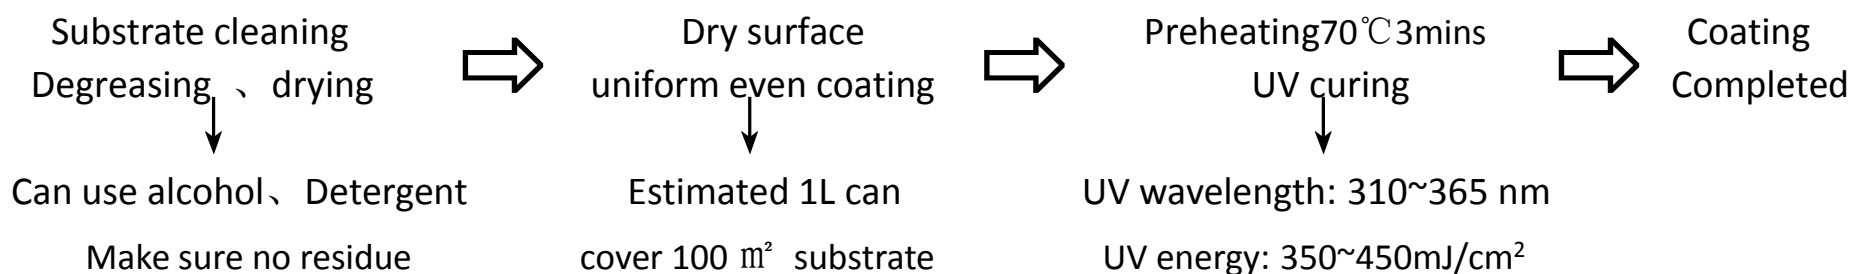 Substrate cleaning
Degreasing 、drying
Can use alcohol、Detergent
Make sure no residue
Dry surface
uniform even coating
Estimated 1L can
cover 100 ㎡ substrate
Preheating70℃3mins
UV curing
UV wavelength: 310~365 nm
UV energy: 350~450mJ/cm²
Coating
Completed